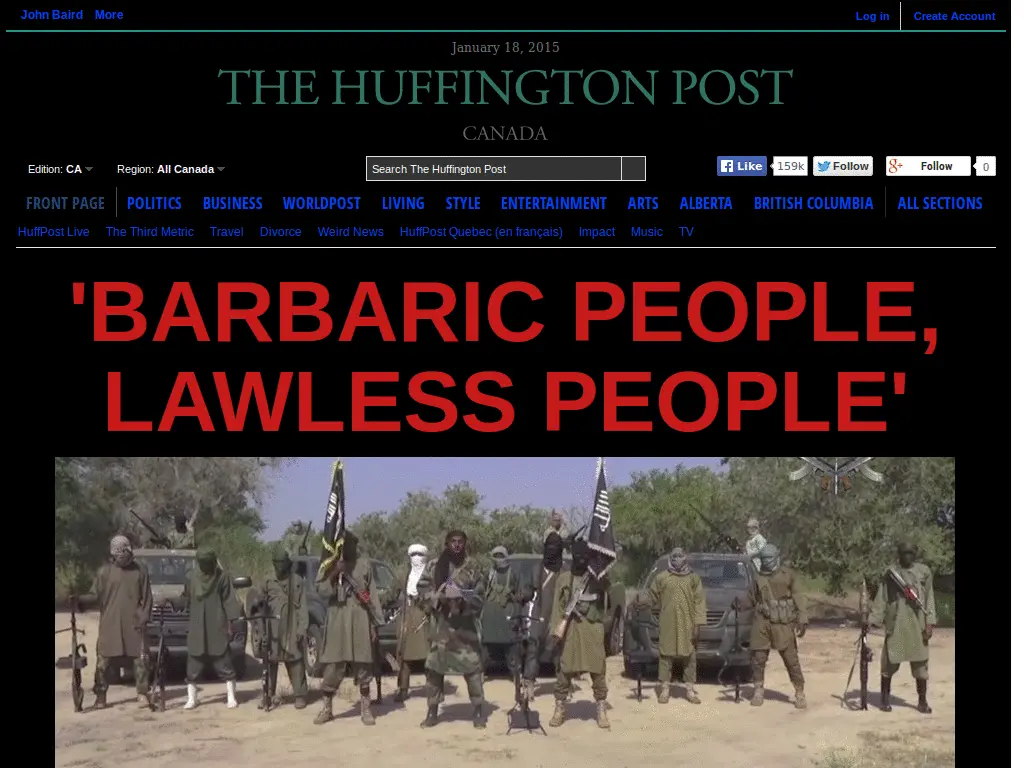 John Baird More Log in Create Account
January 18, 2015
THE HUFFINGTON POST
CANADA
Edition: CA Region: All Canada Search The Huffington Post Like 159k Follow Follow 0
FRONT PAGE POLITICS BUSINESS WORLDPOST LIVING STYLE ENTERTAINMENT ARTS ALBERTA BRITISH COLUMBIA ALL SECTIONS
HuffPost Live The Third Metric Travel Divorce Weird News HuffPost Quebec (en français) Impact Music TV
'BARBARIC PEOPLE,
LAWLESS PEOPLE'